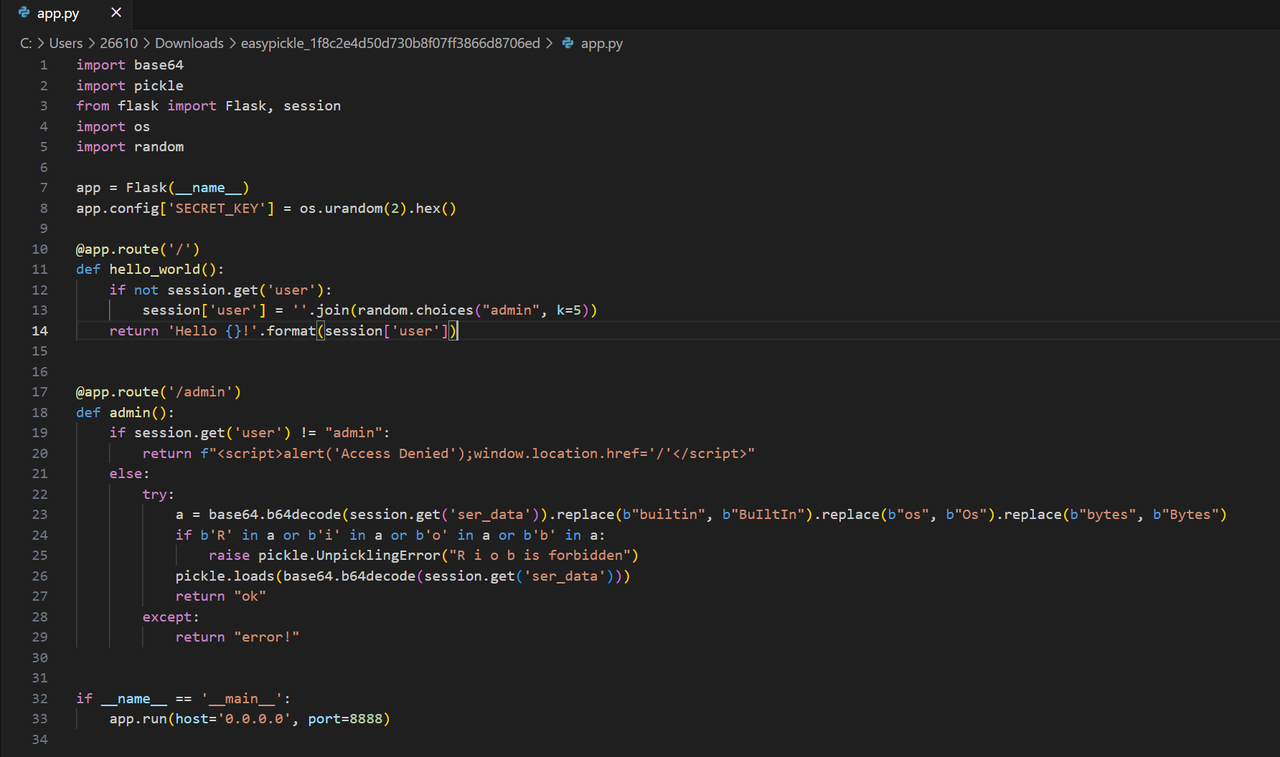 app.py ×
C: > Users > 26610 > Downloads > easypickle_1f8c2e4d50d730b8f07ff3866d8706ed > app.py
1 import base64
2 import pickle
3 from flask import Flask, session
4 import os
5 import random
6
7 app = Flask(__name__)
8 app.config['SECRET_KEY'] = os.urandom(2).hex()
9
10 @app.route('/')
11 def hello_world():
12     if not session.get('user'):
13         session['user'] = ''.join(random.choices("admin", k=5))
14     return 'Hello {}!'.format(session['user'])
15
16
17 @app.route('/admin')
18 def admin():
19     if session.get('user') != "admin":
20         return f"<script>alert('Access Denied');window.location.href='/'</script>"
21     else:
22         try:
23             a = base64.b64decode(session.get('ser_data')).replace(b"builtin", b"BuIltIn").replace(b"os", b"Os").replace(b"bytes", b"Bytes")
24             if b'R' in a or b'i' in a or b'o' in a or b'b' in a:
25                 raise pickle.UnpicklingError("R i o b is forbidden")
26             pickle.loads(base64.b64decode(session.get('ser_data')))
27             return "ok"
28         except:
29             return "error!"
30
31
32 if __name__ == '__main__':
33     app.run(host='0.0.0.0', port=8888)
34